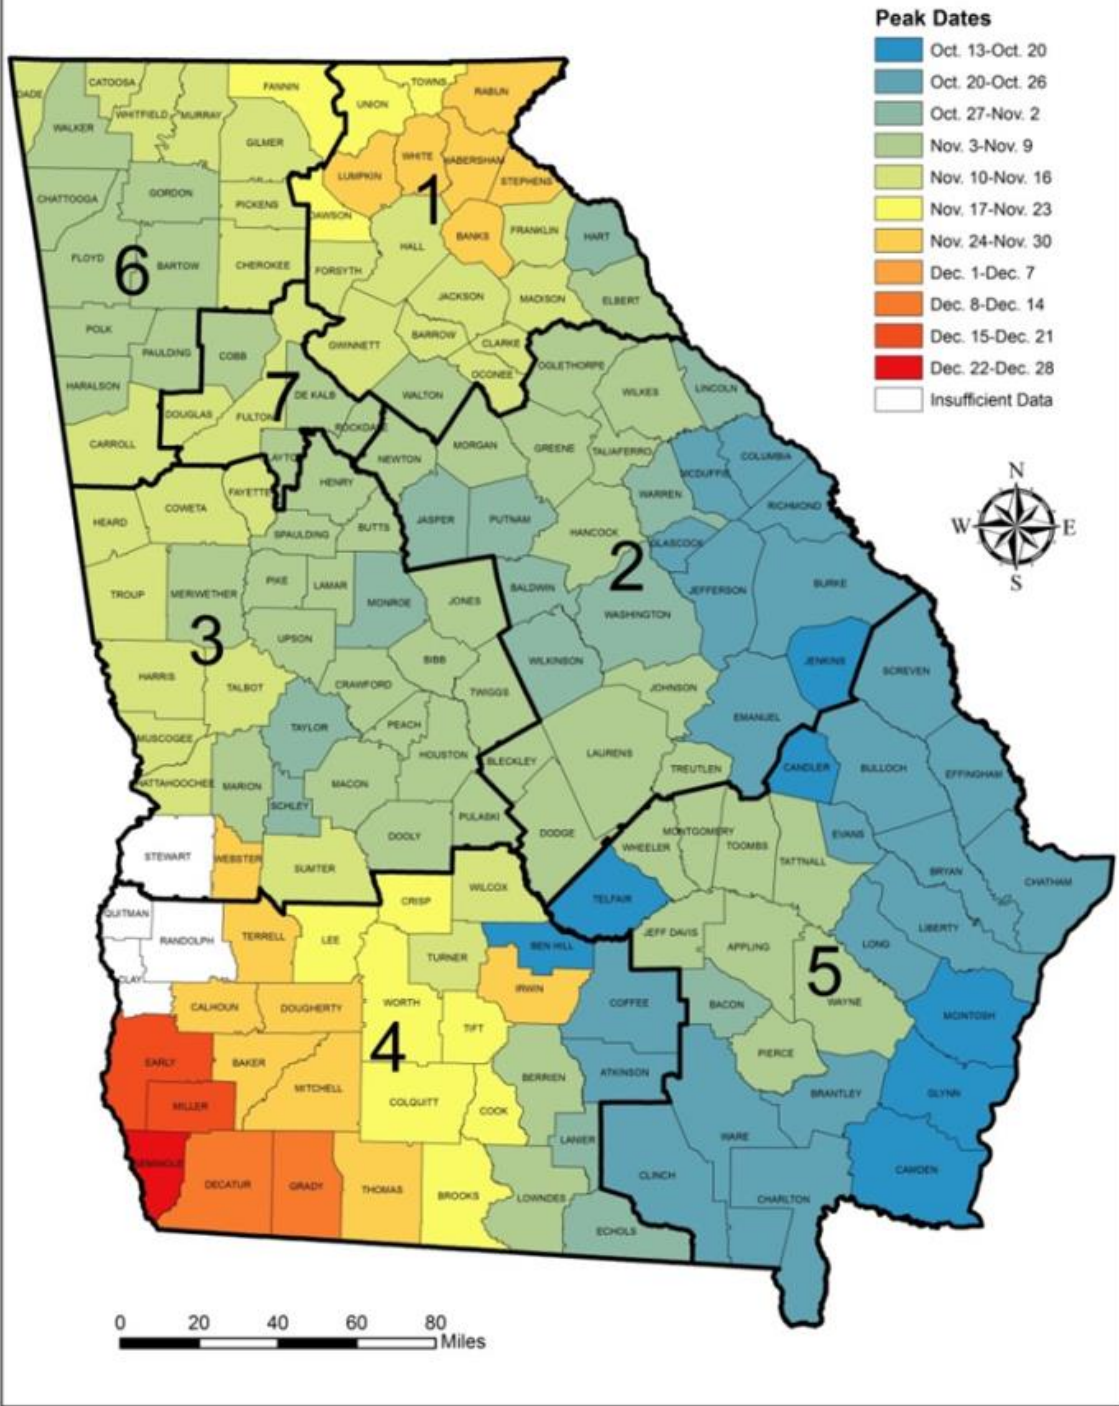 Peak Dates
Oct. 13-Oct. 20
Oct. 20-Oct. 26
Oct. 27-Nov. 2
Nov. 3-Nov. 9
Nov. 10-Nov. 16
Nov. 17-Nov. 23
Nov. 24-Nov. 30
Dec. 1-Dec. 7
Dec. 8-Dec. 14
Dec. 15-Dec. 21
Dec. 22-Dec. 28
Insufficient Data
N
W E
S
DADE
CATOOSA
WHITFIELD
MURRAY
FANNIN
UNION
TOWNS
RABUN
WALKER
GILMER
LUMPKIN
WHITE
HABERSHAM
STEPHENS
CHATTOOGA
GORDON
PICKENS
DAWSON
1
HALL
BANKS
FRANKLIN
HART
FLOYD
6
BARTOW
CHEROKEE
FORSYTH
JACKSON
MADISON
ELBERT
POLK
PAULDING
COBB
GWINNETT
BARROW
CLARKE
OCONEE
OGLETHORPE
WILKES
LINCOLN
HARALSON
7
DE KALB
WALTON
CARROLL
DOUGLAS
FULTON
ROCKDALE
CLAYTON
NEWTON
MORGAN
GREENE
TALIAFERRO
MCDUFFIE
COLUMBIA
HEARD
COWETA
FAYETTE
HENRY
SPAULDING
BUTTS
JASPER
PUTNAM
HANCOCK
WARREN
RICHMOND
GLASCOCK
2
TROUP
MERIWETHER
PIKE
LAMAR
MONROE
JONES
BALDWIN
WASHINGTON
JEFFERSON
BURKE
3
UPSON
HARRIS
TALBOT
CRAWFORD
BIBB
TWIGGS
WILKINSON
JOHNSON
JENKINS
SCREVEN
MUSCOGEE
TAYLOR
PEACH
HOUSTON
BLECKLEY
LAURENS
EMANUEL
CHATTAHOOCHEE
MARION
SCHLEY
MACON
TREUTLEN
CANDLER
BULLOCH
EFFINGHAM
DOOLY
PULASKI
DODGE
WHEELER
MONTGOMERY
TOOMBS
TATTNALL
EVANS
STEWART
WEBSTER
SUMTER
WILCOX
TELFAIR
BRYAN
CHATHAM
QUITMAN
RANDOLPH
TERRELL
LEE
CRISP
TURNER
BEN HILL
JEFF DAVIS
APPLING
LONG
LIBERTY
CLAY
CALHOUN
DOUGHERTY
WORTH
IRWIN
COFFEE
BACON
5
WAYNE
MCINTOSH
TIFT
4
EARLY
BAKER
MITCHELL
BERRIEN
ATKINSON
PIERCE
BRANTLEY
GLYNN
MILLER
COLQUITT
COOK
LANIER
WARE
SEMINOLE
DECATUR
GRADY
THOMAS
BROOKS
LOWNDES
ECHOLS
CLINCH
CHARLTON
CAMDEN
0 20 40 60 80
Miles